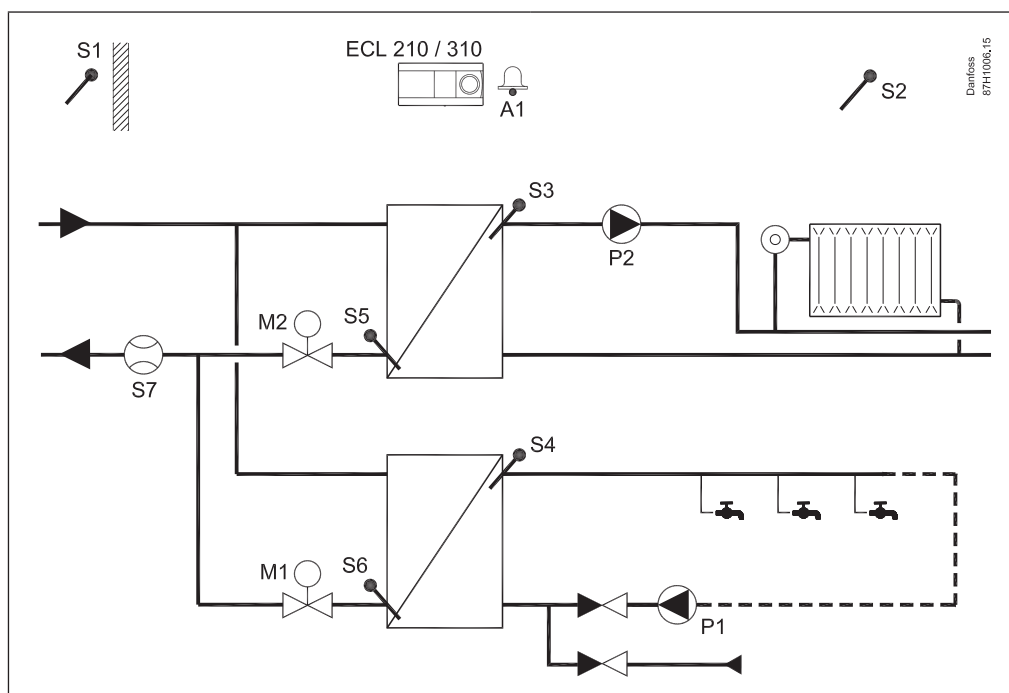 S1
ECL 210 / 310
A1
S2
Danfoss
87H1006.15
S3
P2
M2
S5
S7
S4
M1
S6
P1